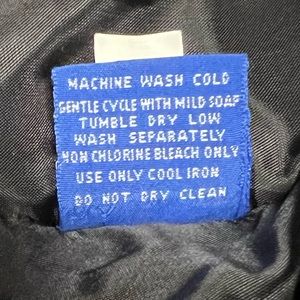 MACHINE WASH COLD
GENTLE CYCLE WITH MILD SOAP
TUMBLE DRY LOW
WASH SEPARATELY
NON CHLORINE BLEACH ONLY
USE ONLY COOL IRON
DO NOT DRY CLEAN